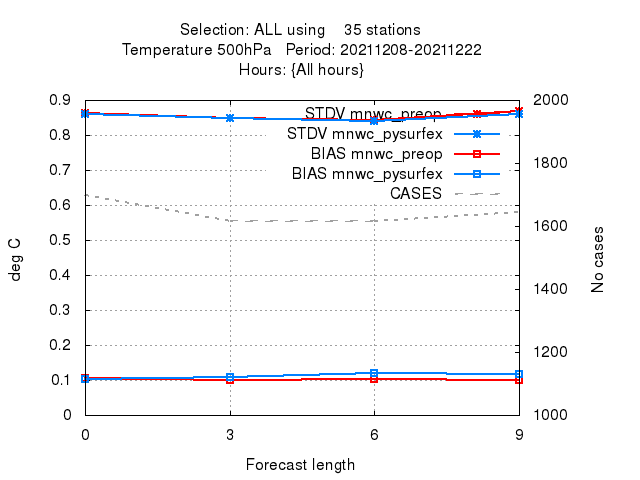 Selection: ALL using 35 stations
Temperature 500hPa Period: 20211208-20211222
Hours: {All hours}
STDV mnwc_preop
STDV mnwc_pysurfex
BIAS mnwc_preop
BIAS mnwc_pysurfex
CASES
0.9
0.8
0.7
0.6
0.5
0.4
0.3
0.2
0.1
0
deg C
2000
1800
1600
1400
1200
1000
No cases
0 3 6 9
Forecast length